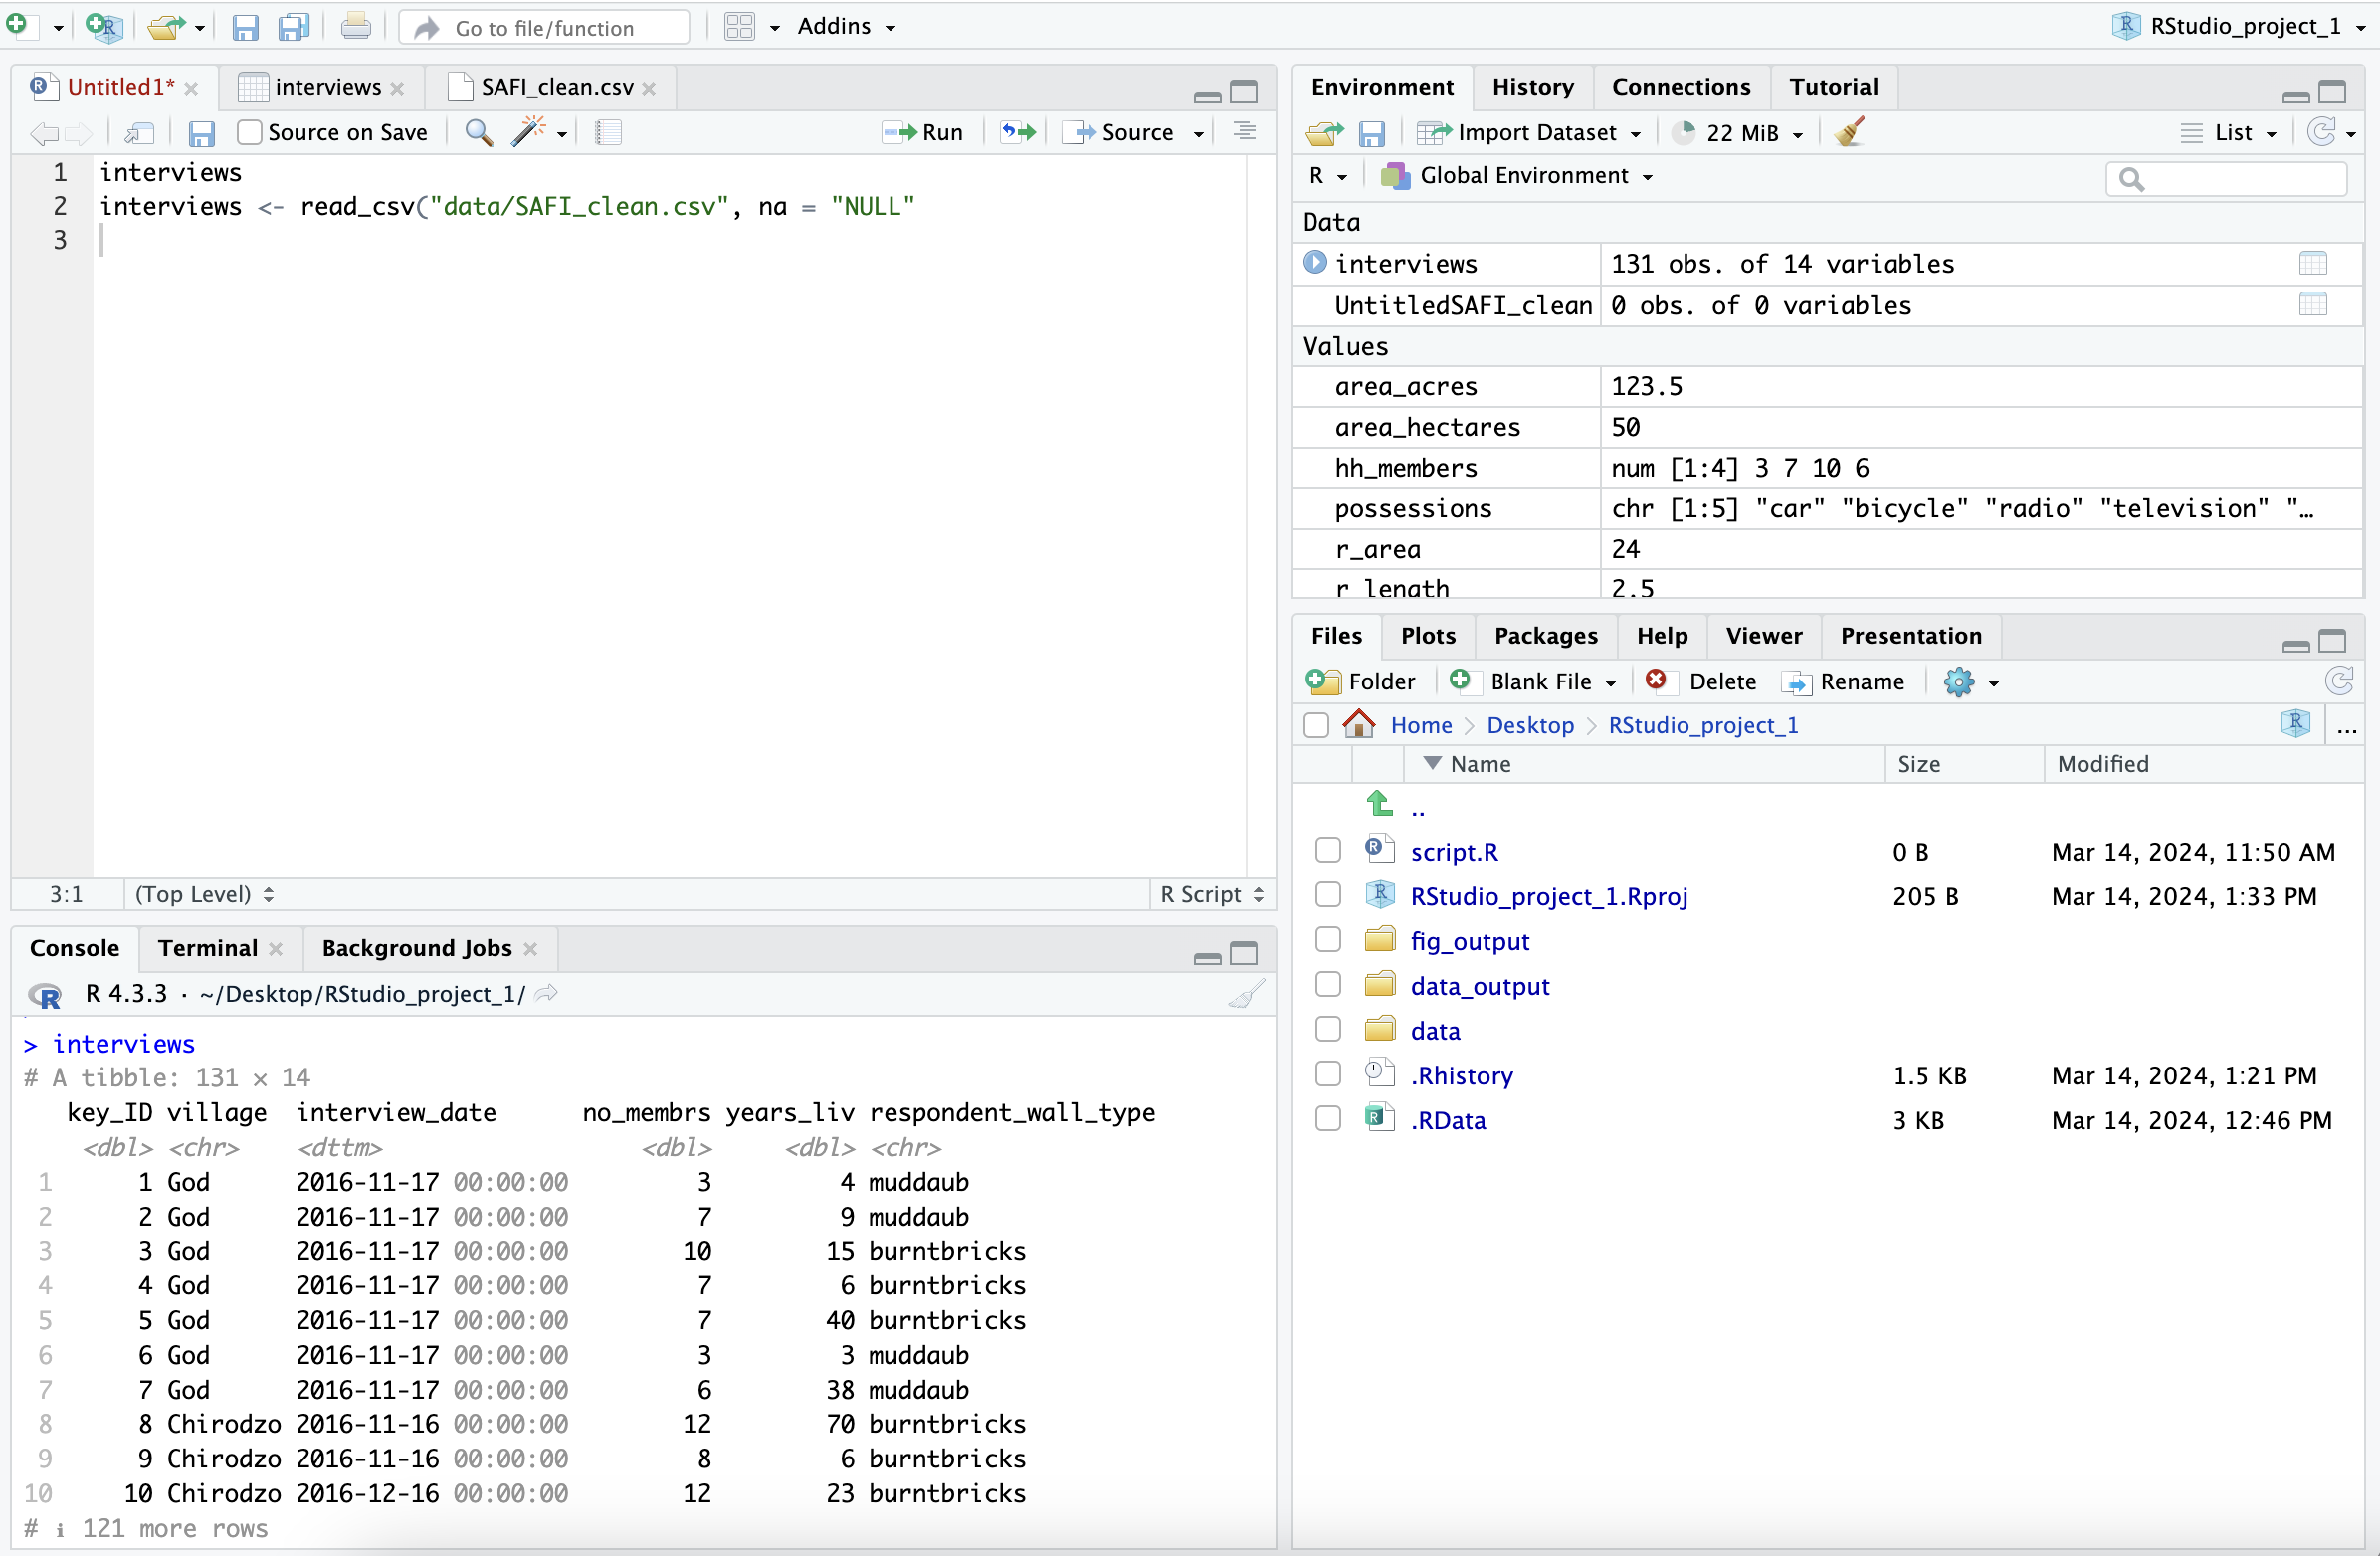 Go to file/function Addins RStudio_project_1
Untitled1* interviews SAFI_clean.csv
Source on Save Run Source
1 interviews
2 interviews <- read_csv("data/SAFI_clean.csv", na = "NULL"
3
3:1 (Top Level) R Script
Console Terminal Background Jobs
R 4.3.3 · ~/Desktop/RStudio_project_1/
> interviews
# A tibble: 131 × 14
key_ID village interview_date no_membrs years_liv respondent_wall_type
<dbl> <chr> <dttm> <dbl> <dbl> <chr>
1 1 God 2016-11-17 00:00:00 3 4 muddaub
2 2 God 2016-11-17 00:00:00 7 9 muddaub
3 3 God 2016-11-17 00:00:00 10 15 burntbricks
4 4 God 2016-11-17 00:00:00 7 6 burntbricks
5 5 God 2016-11-17 00:00:00 7 40 burntbricks
6 6 God 2016-11-17 00:00:00 3 3 muddaub
7 7 God 2016-11-17 00:00:00 6 38 muddaub
8 8 Chirodzo 2016-11-16 00:00:00 12 70 burntbricks
9 9 Chirodzo 2016-11-16 00:00:00 8 6 burntbricks
10 10 Chirodzo 2016-12-16 00:00:00 12 23 burntbricks
# ℹ 121 more rows
Environment History Connections Tutorial
Import Dataset 22 MiB List
R Global Environment
Data
interviews 131 obs. of 14 variables
UntitledSAFI_clean 0 obs. of 0 variables
Values
area_acres 123.5
area_hectares 50
hh_members num [1:4] 3 7 10 6
possessions chr [1:5] "car" "bicycle" "radio" "television" "…
r_area 24
r_length 2.5
Files Plots Packages Help Viewer Presentation
Folder Blank File Delete Rename
Home Desktop RStudio_project_1 ...
Name Size Modified
..
script.R 0 B Mar 14, 2024, 11:50 AM
RStudio_project_1.Rproj 205 B Mar 14, 2024, 1:33 PM
fig_output
data_output
data
.Rhistory 1.5 KB Mar 14, 2024, 1:21 PM
.RData 3 KB Mar 14, 2024, 12:46 PM